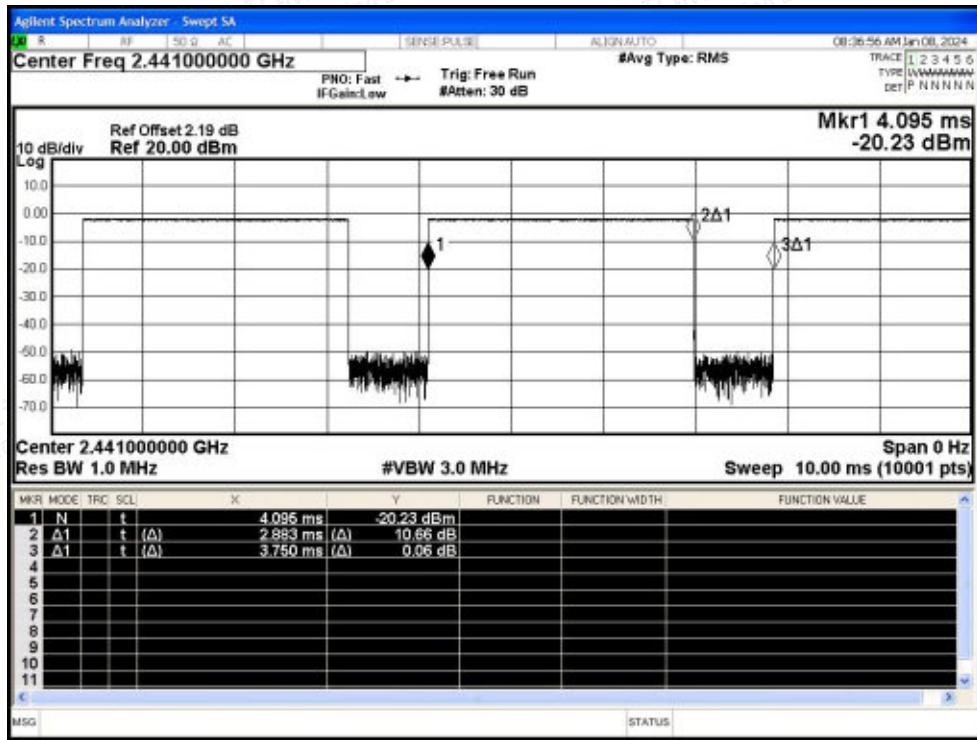 Agilent Spectrum Analyzer - Swept SA
R RF 50 Ω AC SENSE:PULSE ALIGN AUTO 08:36:56 AM Jan 08, 2024
Center Freq 2.441000000 GHz #Avg Type: RMS TRACE 1 2 3 4 5 6
PNO: Fast Trig: Free Run TYPE
IFGain:Low #Atten: 30 dB DET P N N N N N
Ref Offset 2.19 dB Mkr1 4.095 ms
10 dB/div Ref 20.00 dBm -20.23 dBm
Log
10.0
0.00
-10.0
-20.0
-30.0
-40.0
-50.0
-60.0
-70.0
1
2Δ1
3Δ1
Center 2.441000000 GHz Span 0 Hz
Res BW 1.0 MHz #VBW 3.0 MHz Sweep 10.00 ms (10001 pts)
MKR MODE TRC SCL X Y FUNCTION FUNCTION WIDTH FUNCTION VALUE
1 N t 4.095 ms -20.23 dBm
2 Δ1 t (Δ) 2.883 ms (Δ) 10.66 dB
3 Δ1 t (Δ) 3.750 ms (Δ) 0.06 dB
4
5
6
7
8
9
10
11
MSG STATUS